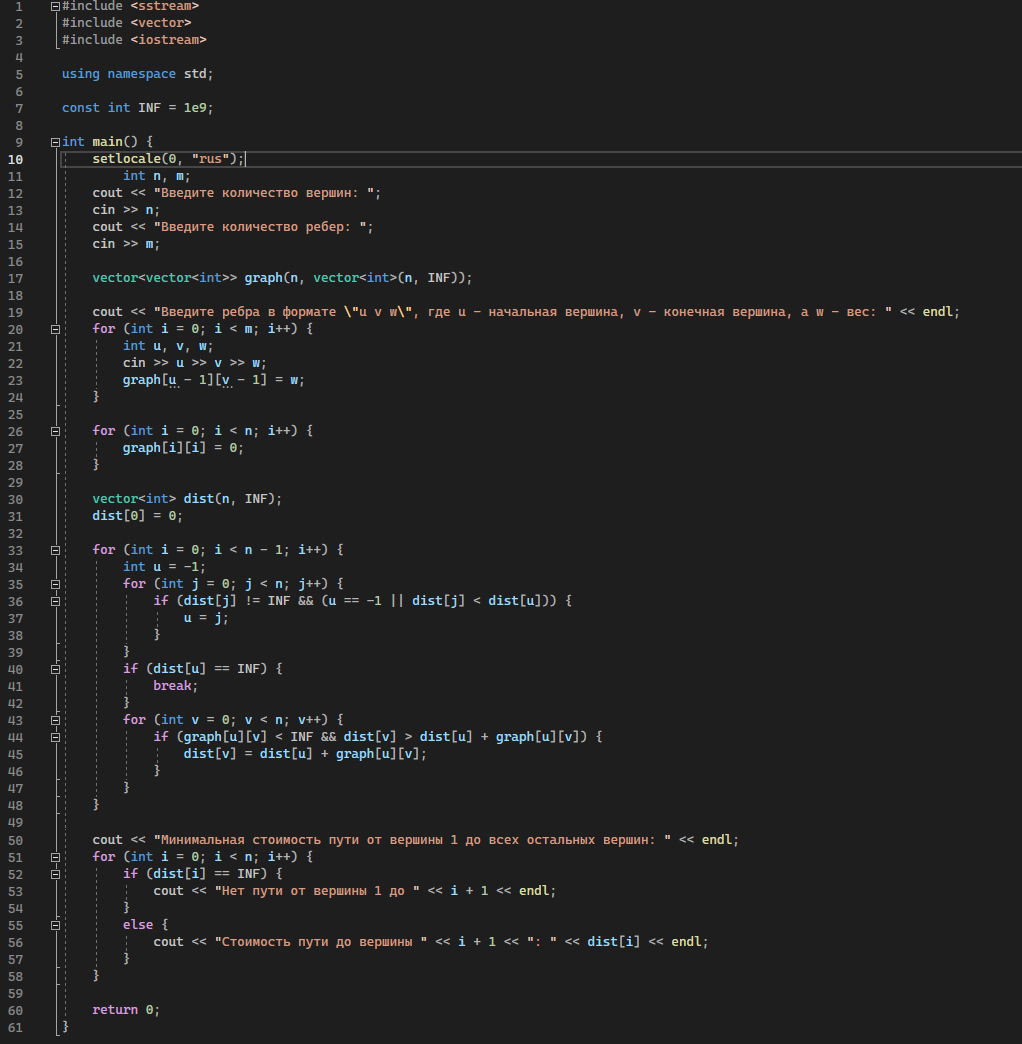 1 #include <sstream>
2 #include <vector>
3 #include <iostream>
4
5 using namespace std;
6
7 const int INF = 1e9;
8
9 int main() {
10 setlocale(0, "rus");
11 int n, m;
12 cout << "Введите количество вершин: ";
13 cin >> n;
14 cout << "Введите количество ребер: ";
15 cin >> m;
16
17 vector<vector<int>> graph(n, vector<int>(n, INF));
18
19 cout << "Введите ребра в формате \"u v w\", где u - начальная вершина, v - конечная вершина, а w - вес: " << endl;
20 for (int i = 0; i < m; i++) {
21 int u, v, w;
22 cin >> u >> v >> w;
23 graph[u - 1][v - 1] = w;
24 }
25
26 for (int i = 0; i < n; i++) {
27 graph[i][i] = 0;
28 }
29
30 vector<int> dist(n, INF);
31 dist[0] = 0;
32
33 for (int i = 0; i < n - 1; i++) {
34 int u = -1;
35 for (int j = 0; j < n; j++) {
36 if (dist[j] != INF && (u == -1 || dist[j] < dist[u])) {
37 u = j;
38 }
39 }
40 if (dist[u] == INF) {
41 break;
42 }
43 for (int v = 0; v < n; v++) {
44 if (graph[u][v] < INF && dist[v] > dist[u] + graph[u][v]) {
45 dist[v] = dist[u] + graph[u][v];
46 }
47 }
48 }
49
50 cout << "Минимальная стоимость пути от вершины 1 до всех остальных вершин: " << endl;
51 for (int i = 0; i < n; i++) {
52 if (dist[i] == INF) {
53 cout << "Нет пути от вершины 1 до " << i + 1 << endl;
54 }
55 else {
56 cout << "Стоимость пути до вершины " << i + 1 << ": " << dist[i] << endl;
57 }
58 }
59
60 return 0;
61 }